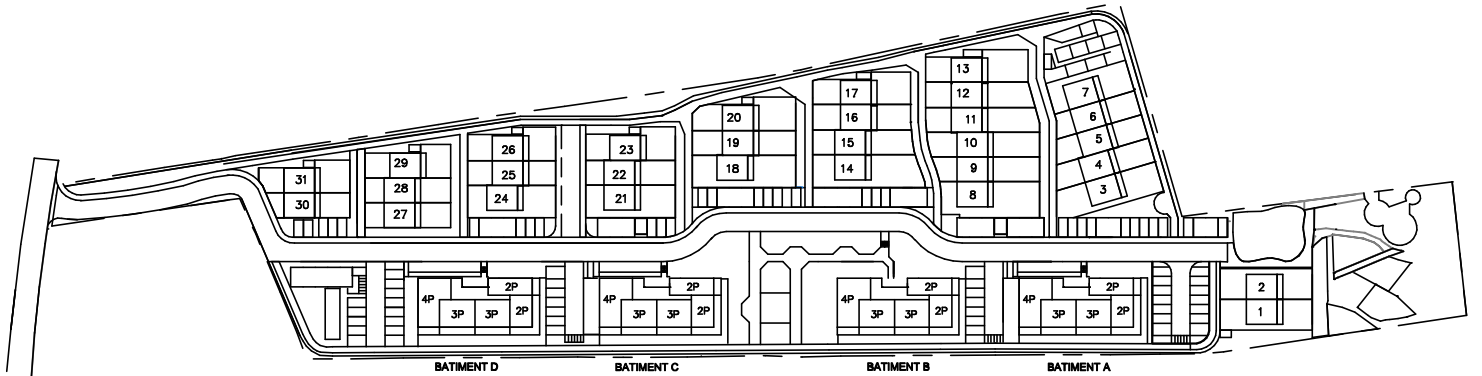 13
12
11
10
9
8
7
6
5
4
3
17
16
15
14
20
19
18
23
22
21
26
25
24
29
28
27
31
30
2
1
4P
3P
3P
2P
2P
4P
3P
3P
2P
2P
4P
3P
3P
2P
2P
4P
3P
3P
2P
2P
BATIMENT D
BATIMENT C
BATIMENT B
BATIMENT A